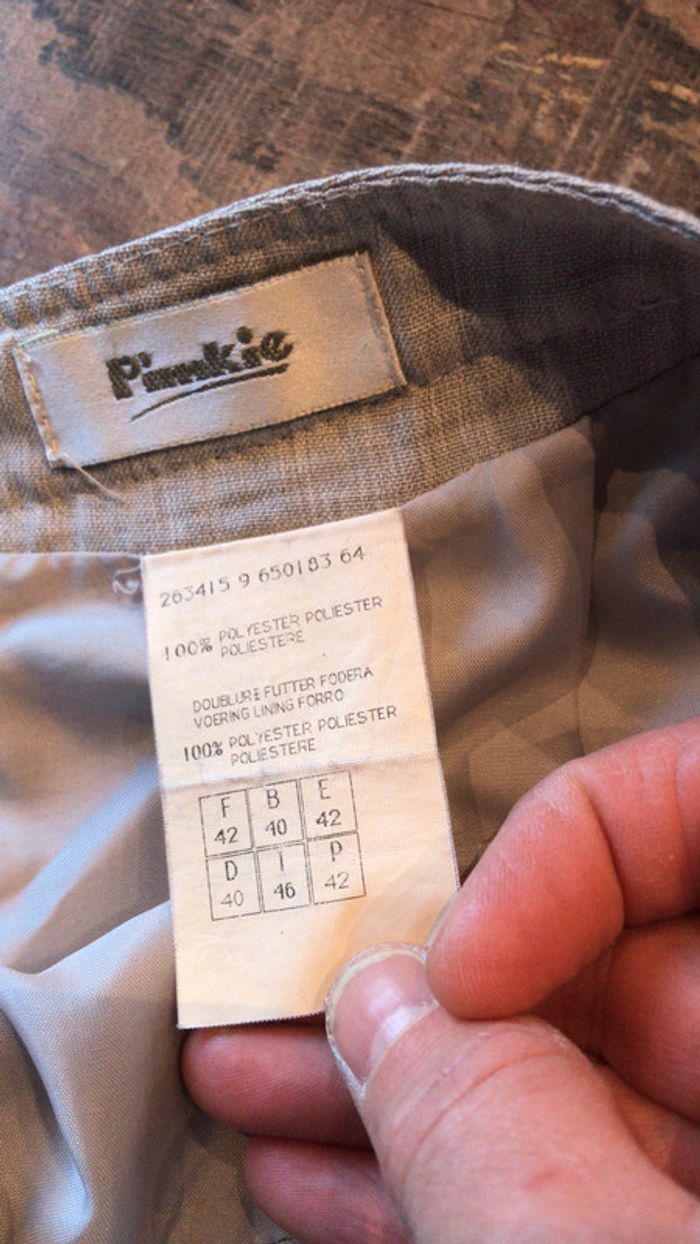 Pimkie
263415 9 650183 64
100% POLYESTER POLIESTER
POLIESTERE
DOUBLURE FUTTER FODERA
VOERING LINING FORRO
100% POLYESTER POLIESTER
POLIESTERE
F B E
42 40 42
D I P
40 46 42